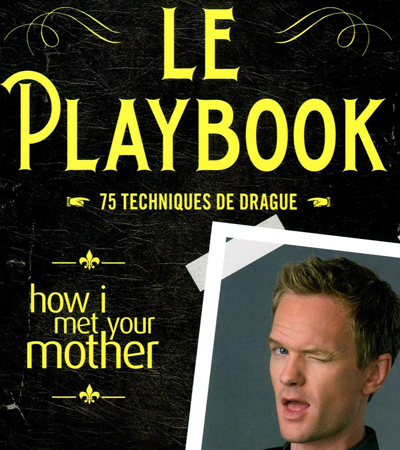 LE
PLAYBOOK
75 TECHNIQUES DE DRAGUE
how i
met your
mother